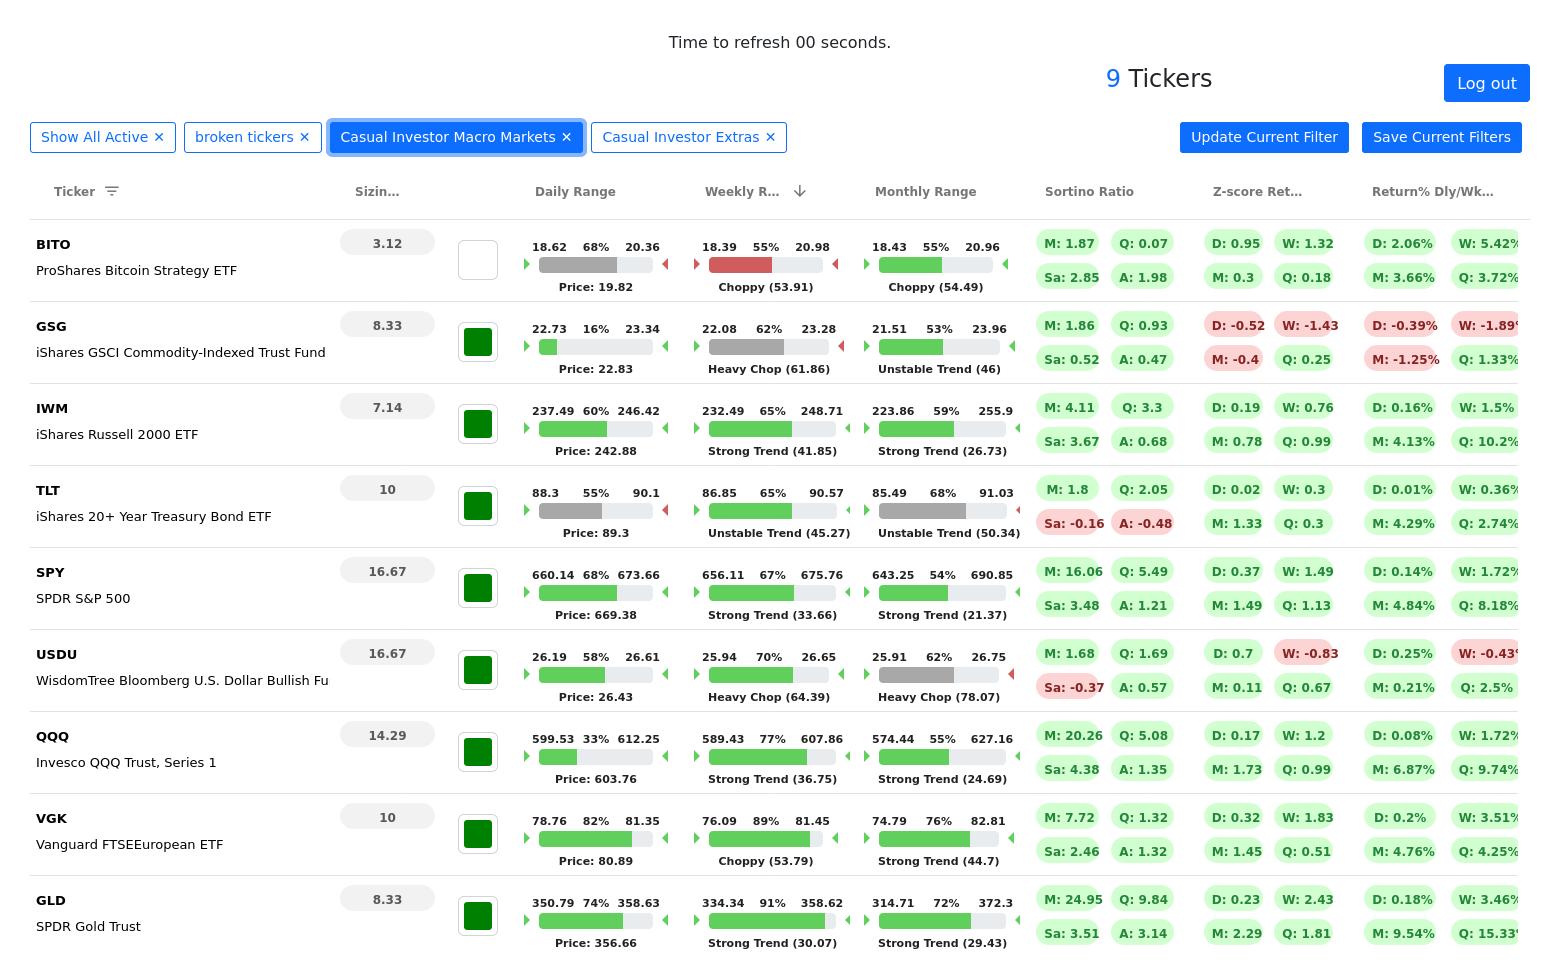 Time to refresh 00 seconds.
9 Tickers
Log out
Show All Active ✕ broken tickers ✕ Casual Investor Macro Markets ✕ Casual Investor Extras ✕ Update Current Filter Save Current Filters
Ticker Sizin... Daily Range Weekly R... Monthly Range Sortino Ratio Z-score Ret... Return% Dly/Wk...
BITO 3.12 18.62 68% 20.36 18.39 55% 20.98 18.43 55% 20.96 M: 1.87 Q: 0.07 D: 0.95 W: 1.32 D: 2.06% W: 5.42%
ProShares Bitcoin Strategy ETF Price: 19.82 Choppy (53.91) Choppy (54.49) Sa: 2.85 A: 1.98 M: 0.3 Q: 0.18 M: 3.66% Q: 3.72%
GSG 8.33 22.73 16% 23.34 22.08 62% 23.28 21.51 53% 23.96 M: 1.86 Q: 0.93 D: -0.52 W: -1.43 D: -0.39% W: -1.89%
iShares GSCI Commodity-Indexed Trust Fund Price: 22.83 Heavy Chop (61.86) Unstable Trend (46) Sa: 0.52 A: 0.47 M: -0.4 Q: 0.25 M: -1.25% Q: 1.33%
IWM 7.14 237.49 60% 246.42 232.49 65% 248.71 223.86 59% 255.9 M: 4.11 Q: 3.3 D: 0.19 W: 0.76 D: 0.16% W: 1.5%
iShares Russell 2000 ETF Price: 242.88 Strong Trend (41.85) Strong Trend (26.73) Sa: 3.67 A: 0.68 M: 0.78 Q: 0.99 M: 4.13% Q: 10.2%
TLT 10 88.3 55% 90.1 86.85 65% 90.57 85.49 68% 91.03 M: 1.8 Q: 2.05 D: 0.02 W: 0.3 D: 0.01% W: 0.36%
iShares 20+ Year Treasury Bond ETF Price: 89.3 Unstable Trend (45.27) Unstable Trend (50.34) Sa: -0.16 A: -0.48 M: 1.33 Q: 0.3 M: 4.29% Q: 2.74%
SPY 16.67 660.14 68% 673.66 656.11 67% 675.76 643.25 54% 690.85 M: 16.06 Q: 5.49 D: 0.37 W: 1.49 D: 0.14% W: 1.72%
SPDR S&P 500 Price: 669.38 Strong Trend (33.66) Strong Trend (21.37) Sa: 3.48 A: 1.21 M: 1.49 Q: 1.13 M: 4.84% Q: 8.18%
USDU 16.67 26.19 58% 26.61 25.94 70% 26.65 25.91 62% 26.75 M: 1.68 Q: 1.69 D: 0.7 W: -0.83 D: 0.25% W: -0.43%
WisdomTree Bloomberg U.S. Dollar Bullish Fu Price: 26.43 Heavy Chop (64.39) Heavy Chop (78.07) Sa: -0.37 A: 0.57 M: 0.11 Q: 0.67 M: 0.21% Q: 2.5%
QQQ 14.29 599.53 33% 612.25 589.43 77% 607.86 574.44 55% 627.16 M: 20.26 Q: 5.08 D: 0.17 W: 1.2 D: 0.08% W: 1.72%
Invesco QQQ Trust, Series 1 Price: 603.76 Strong Trend (36.75) Strong Trend (24.69) Sa: 4.38 A: 1.35 M: 1.73 Q: 0.99 M: 6.87% Q: 9.74%
VGK 10 78.76 82% 81.35 76.09 89% 81.45 74.79 76% 82.81 M: 7.72 Q: 1.32 D: 0.32 W: 1.83 D: 0.2% W: 3.51%
Vanguard FTSEEuropean ETF Price: 80.89 Choppy (53.79) Strong Trend (44.7) Sa: 2.46 A: 1.32 M: 1.45 Q: 0.51 M: 4.76% Q: 4.25%
GLD 8.33 350.79 74% 358.63 334.34 91% 358.62 314.71 72% 372.3 M: 24.95 Q: 9.84 D: 0.23 W: 2.43 D: 0.18% W: 3.46%
SPDR Gold Trust Price: 356.66 Strong Trend (30.07) Strong Trend (29.43) Sa: 3.51 A: 3.14 M: 2.29 Q: 1.81 M: 9.54% Q: 15.33%